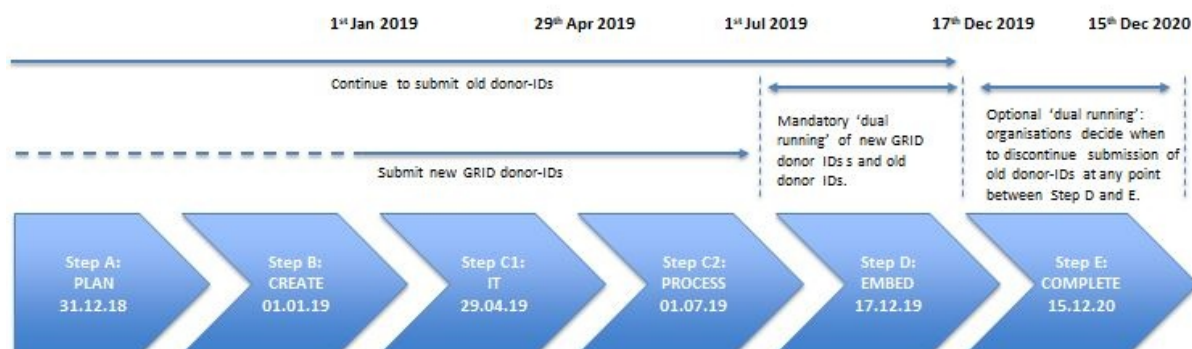 1st Jan 2019 29th Apr 2019 1st Jul 2019 17th Dec 2019 15th Dec 2020
Continue to submit old donor-IDs
Submit new GRID donor-IDs
Mandatory ‘dual
running’ of new GRID
donor IDs s and old
donor IDs.
Optional ‘dual running’:
organisations decide when
to discontinue submission of
old donor-IDs at any point
between Step D and E.
Step A:
PLAN
31.12.18
Step B:
CREATE
01.01.19
Step C1:
IT
29.04.19
Step C2:
PROCESS
01.07.19
Step D:
EMBED
17.12.19
Step E:
COMPLETE
15.12.20